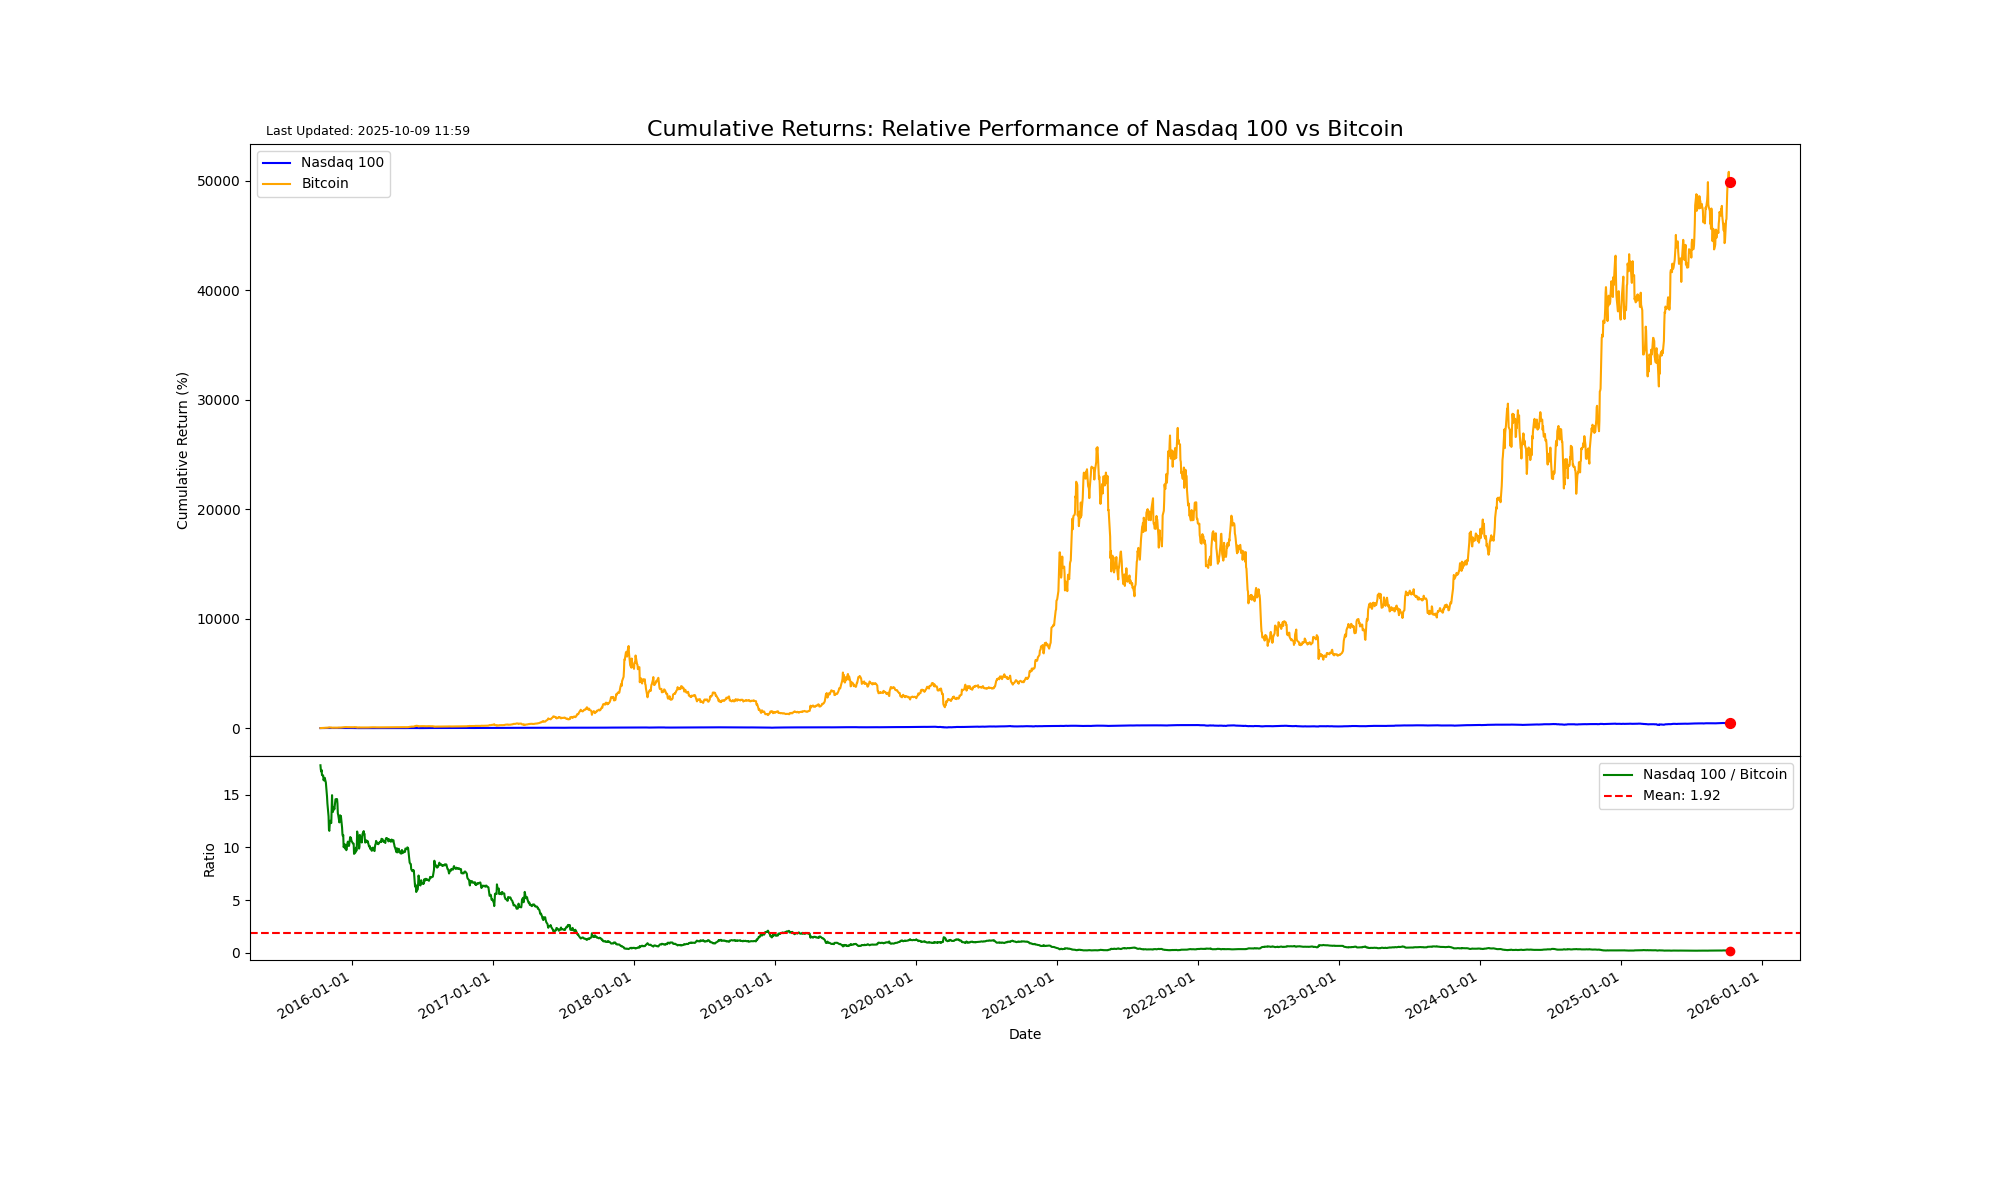 Last Updated: 2025-10-09 11:59
Cumulative Returns: Relative Performance of Nasdaq 100 vs Bitcoin
Nasdaq 100
Bitcoin
50000
40000
30000
20000
10000
0
Cumulative Return (%)
Nasdaq 100 / Bitcoin
Mean: 1.92
15
10
5
0
Ratio
2016-01-01
2017-01-01
2018-01-01
2019-01-01
2020-01-01
2021-01-01
2022-01-01
2023-01-01
2024-01-01
2025-01-01
2026-01-01
Date